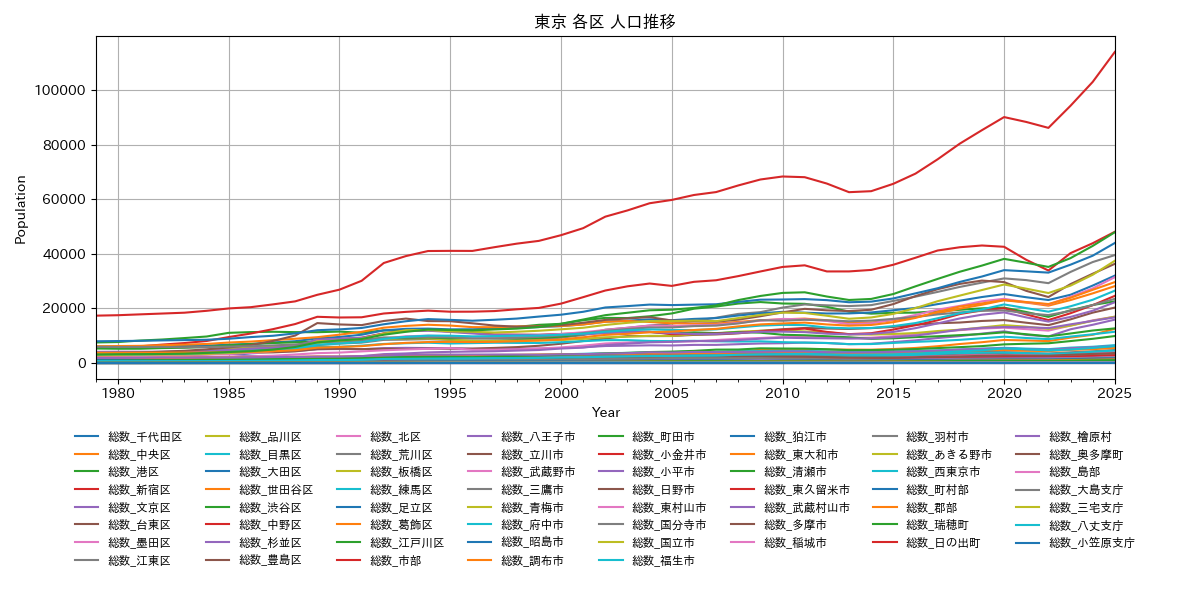 東京 各区 人口推移
Population
100000
80000
60000
40000
20000
0
1980 1985 1990 1995 2000 2005 2010 2015 2020 2025
Year
総数_千代田区 総数_品川区 総数_北区 総数_八王子市 総数_町田市 総数_狛江市 総数_羽村市 総数_檜原村
総数_中央区 総数_目黒区 総数_荒川区 総数_立川市 総数_小金井市 総数_東大和市 総数_あきる野市 総数_奥多摩町
総数_港区 総数_大田区 総数_板橋区 総数_武蔵野市 総数_小平市 総数_清瀬市 総数_西東京市 総数_島部
総数_新宿区 総数_世田谷区 総数_練馬区 総数_三鷹市 総数_日野市 総数_東久留米市 総数_町村部 総数_大島支庁
総数_文京区 総数_渋谷区 総数_足立区 総数_青梅市 総数_東村山市 総数_武蔵村山市 総数_郡部 総数_三宅支庁
総数_台東区 総数_中野区 総数_葛飾区 総数_府中市 総数_国分寺市 総数_多摩市 総数_瑞穂町 総数_八丈支庁
総数_墨田区 総数_杉並区 総数_江戸川区 総数_昭島市 総数_国立市 総数_稲城市 総数_日の出町 総数_小笠原支庁
総数_江東区 総数_豊島区 総数_市部 総数_調布市 総数_福生市